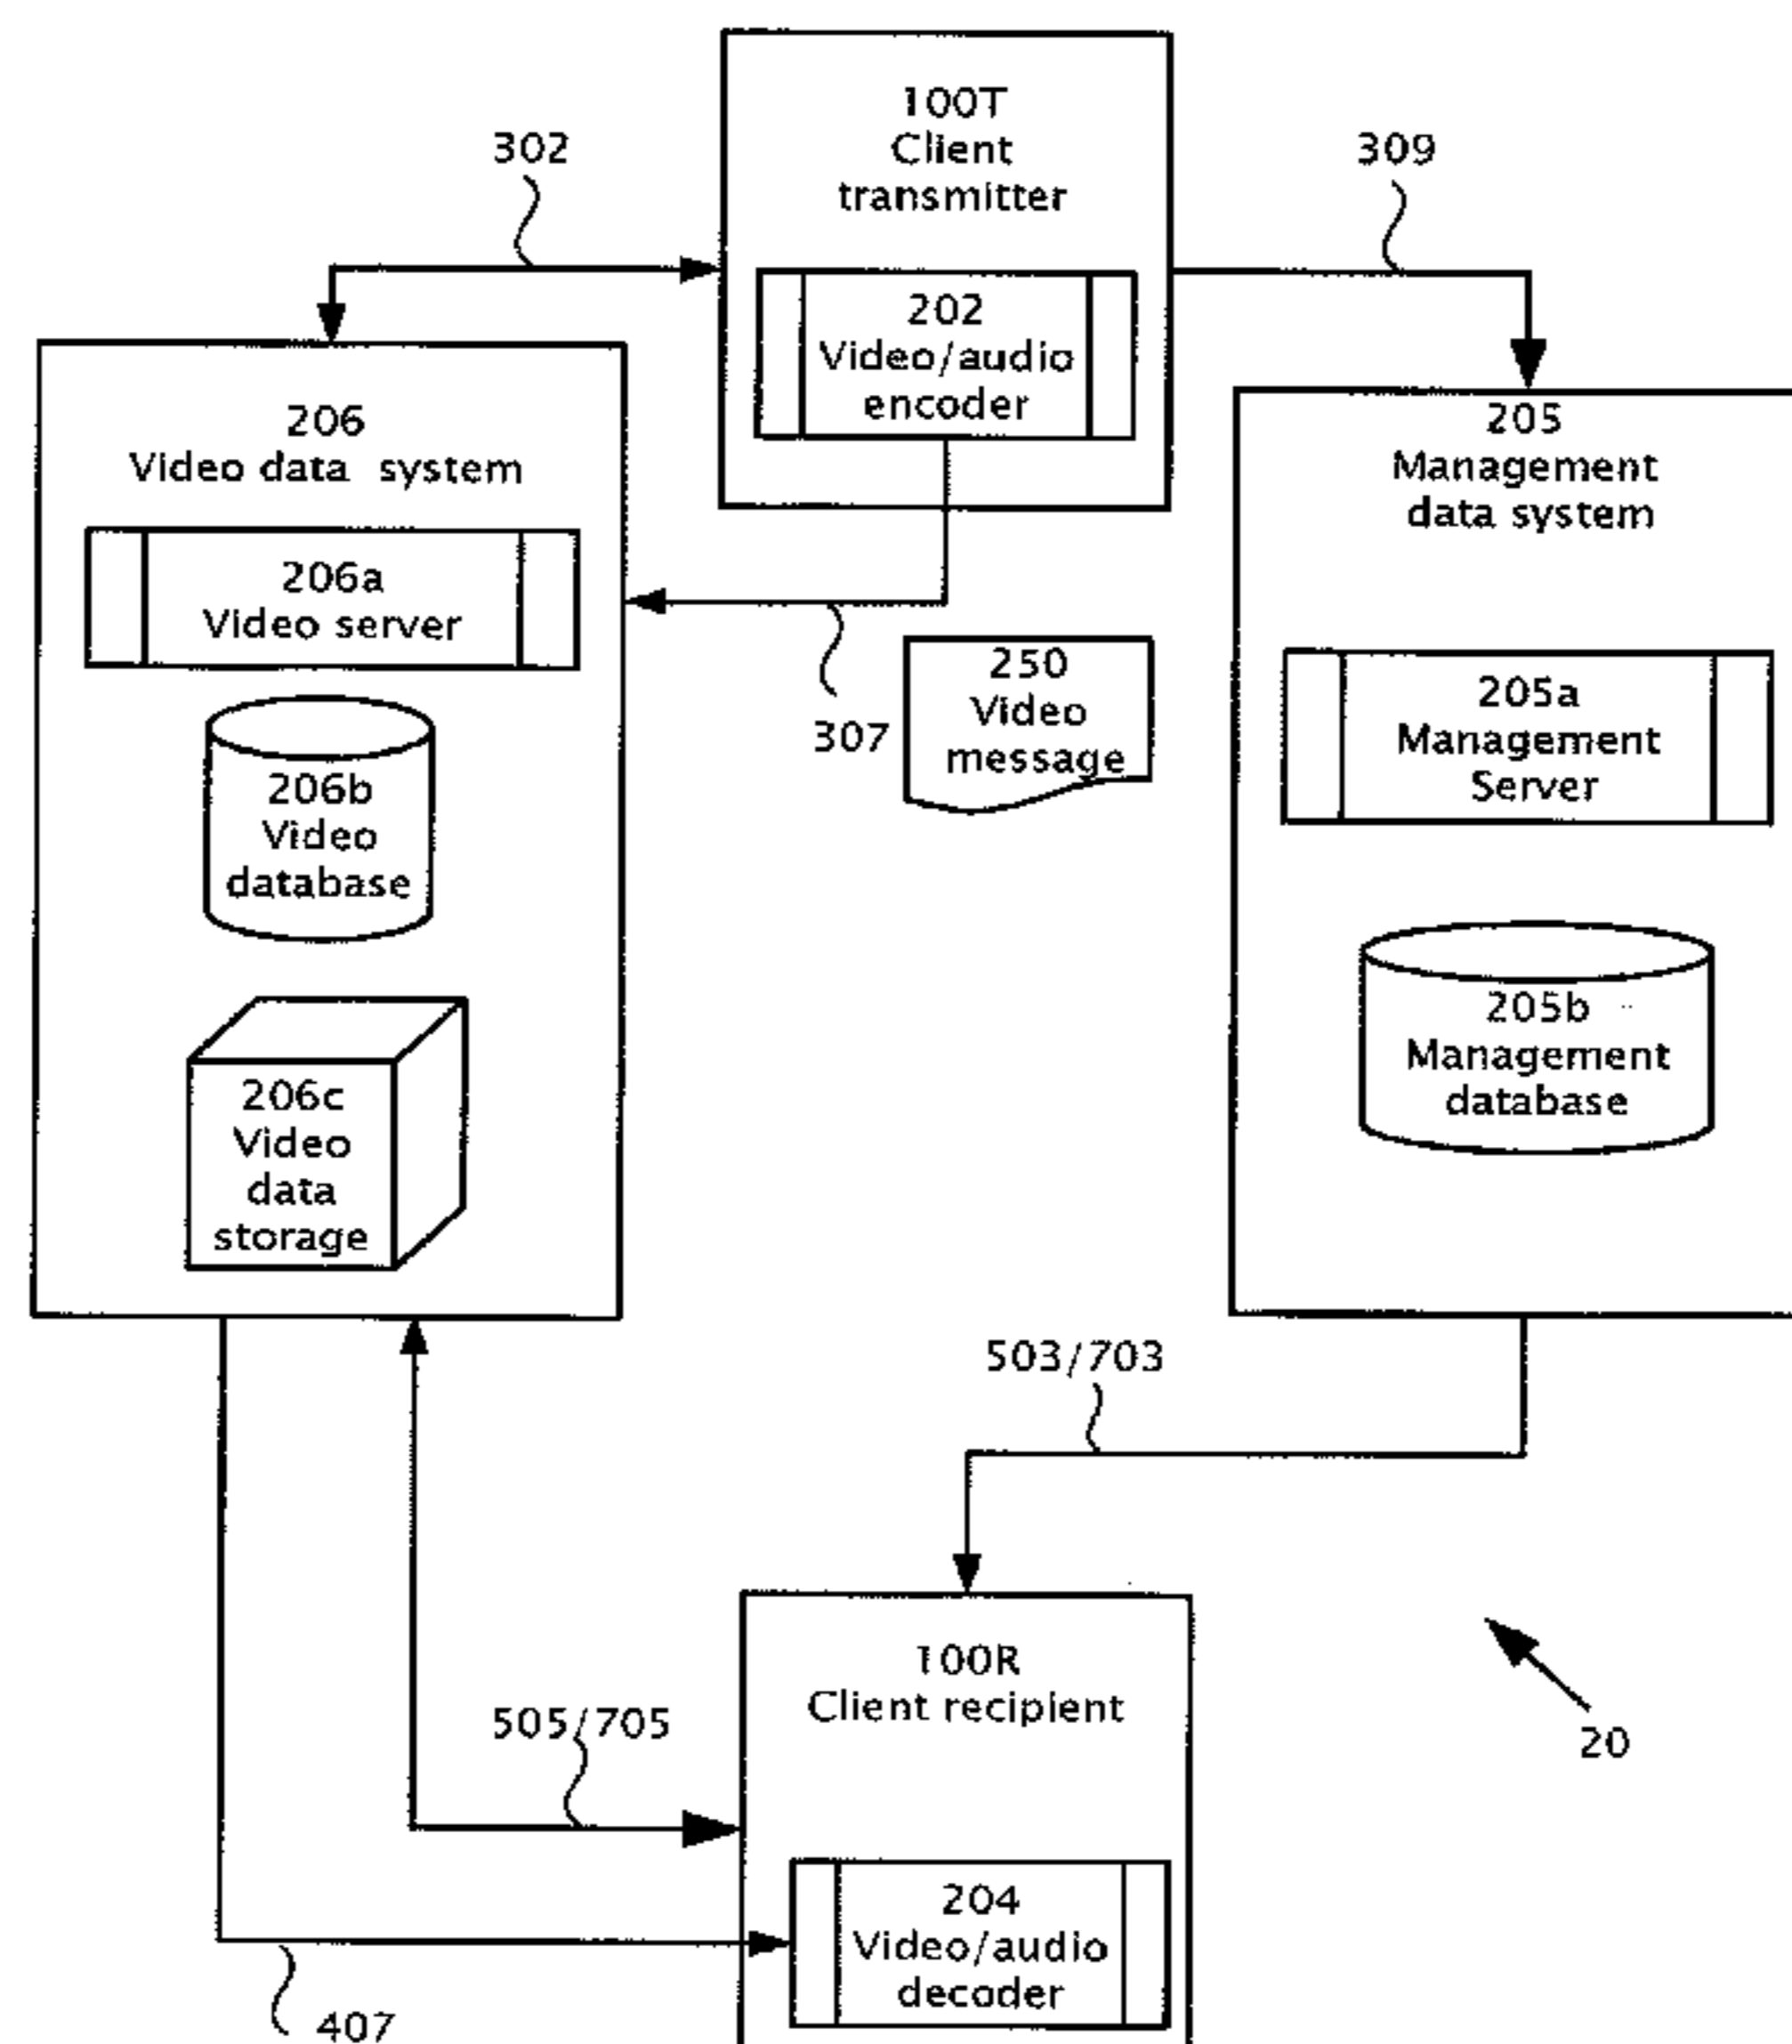 100T
Client
transmitter
302
309
202
Video/audio
encoder
206
Video data system
205
Management
data system
206a
Video server
250
Video
message
307
205a
Management
Server
206b
Video
database
205b
Management
database
206c
Video
data
storage
503/703
100R
Client recipient
505/705
20
204
Video/audio
decoder
407